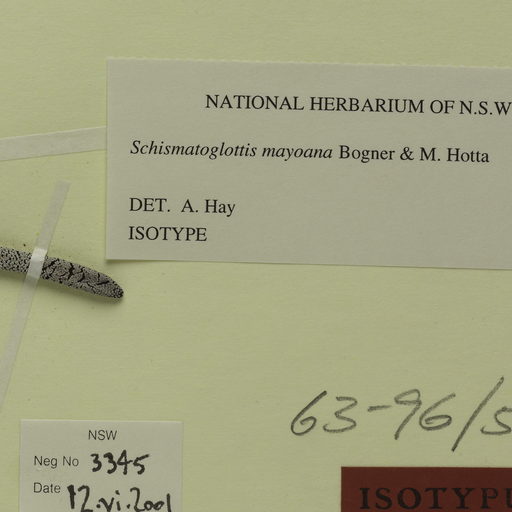 NATIONAL HERBARIUM OF N.S.W
Schismatoglottis mayoana Bogner & M. Hotta
DET. A. Hay
ISOTYPE
63-96/5
NSW
Neg No 3345
Date 12.vi.2001
ISOTYPE